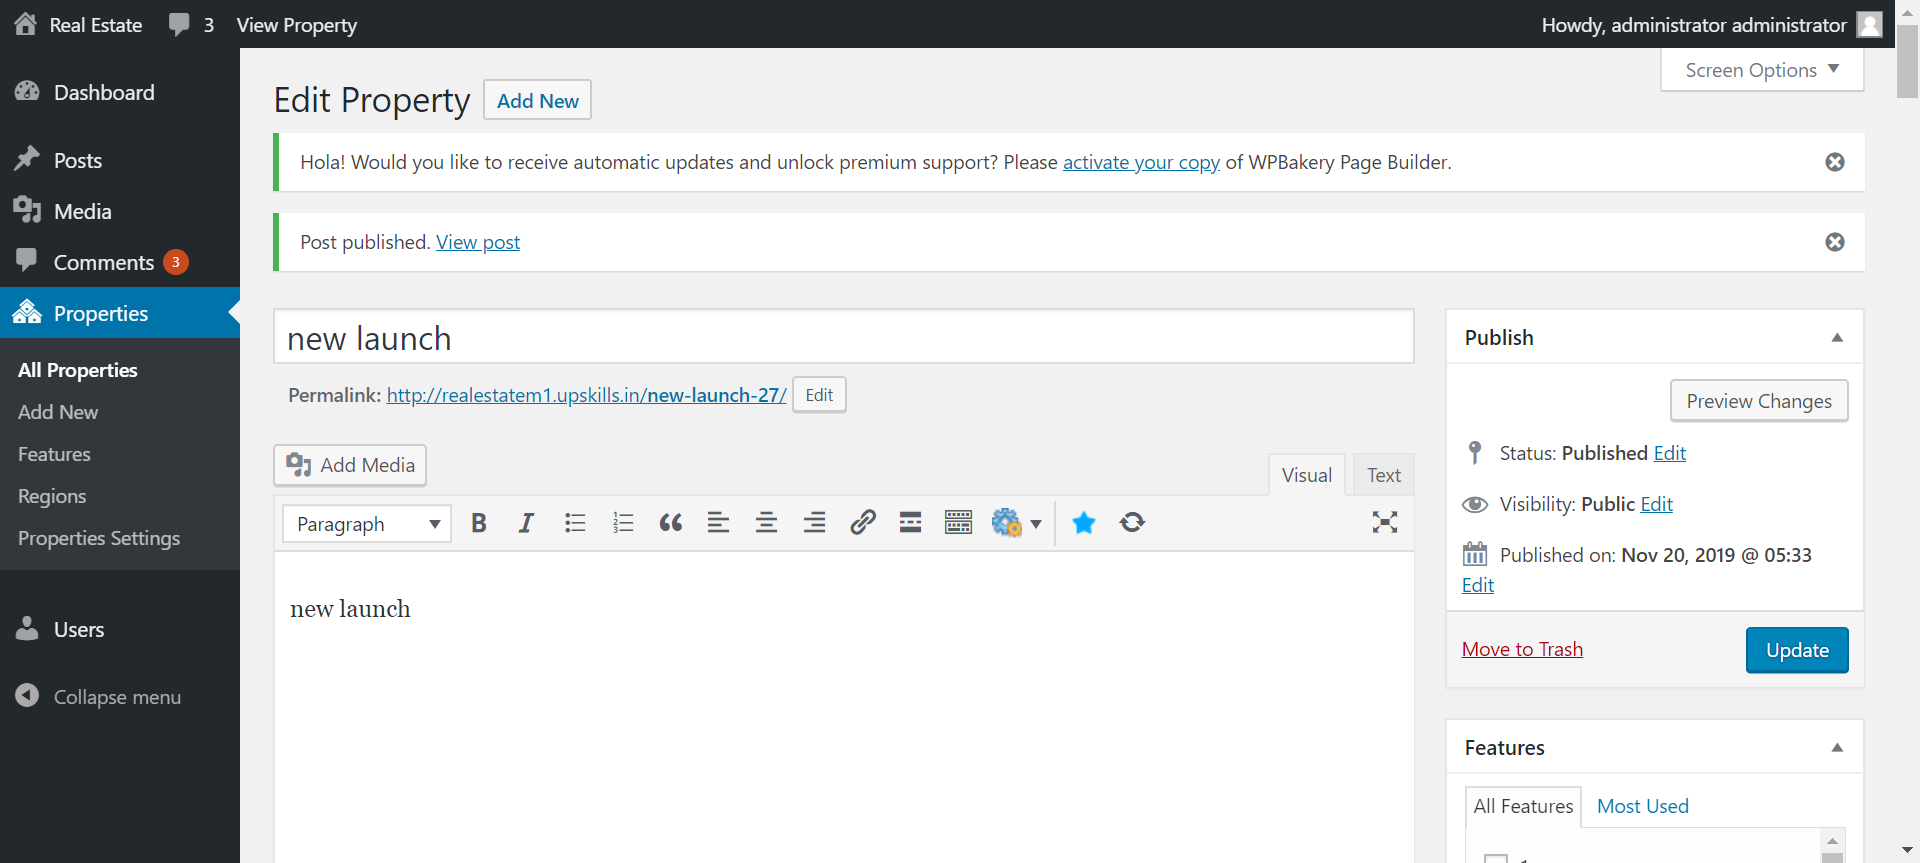 Real Estate 3 View Property Howdy, administrator administrator
Screen Options
Dashboard
Posts
Media
Comments 3
Properties
All Properties
Add New
Features
Regions
Properties Settings
Users
Collapse menu
Edit Property Add New
Hola! Would you like to receive automatic updates and unlock premium support? Please activate your copy of WPBakery Page Builder.
Post published. View post
new launch
Permalink: http://realestatem1.upskills.in/new-launch-27/ Edit
Add Media
Visual Text
Paragraph
new launch
Publish
Preview Changes
Status: Published Edit
Visibility: Public Edit
Published on: Nov 20, 2019 @ 05:33
Edit
Move to Trash Update
Features
All Features Most Used